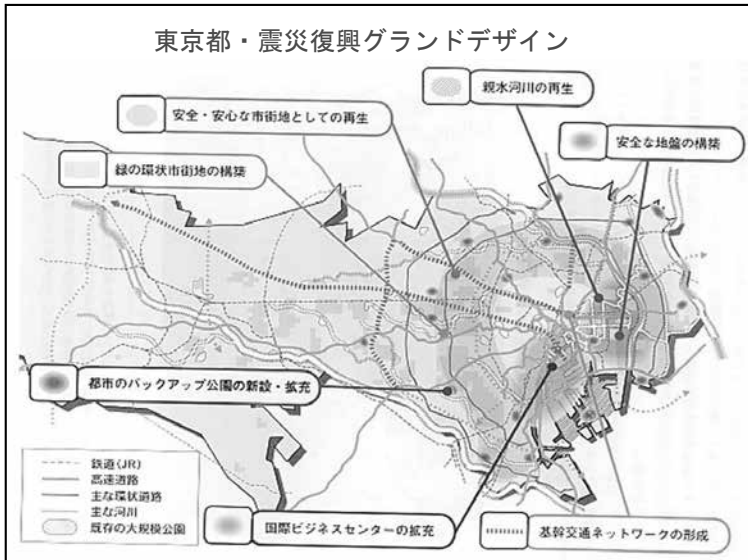 東京都・震災復興グランドデザイン
親水河川の再生
安全・安心な市街地としての再生
安全な地盤の構築
緑の環状市街地の構築
都市のバックアップ公園の新設・拡充
鉄道(JR)
高速道路
主な環状道路
主な河川
既存の大規模公園
国際ビジネスセンターの拡充
基幹交通ネットワークの形成